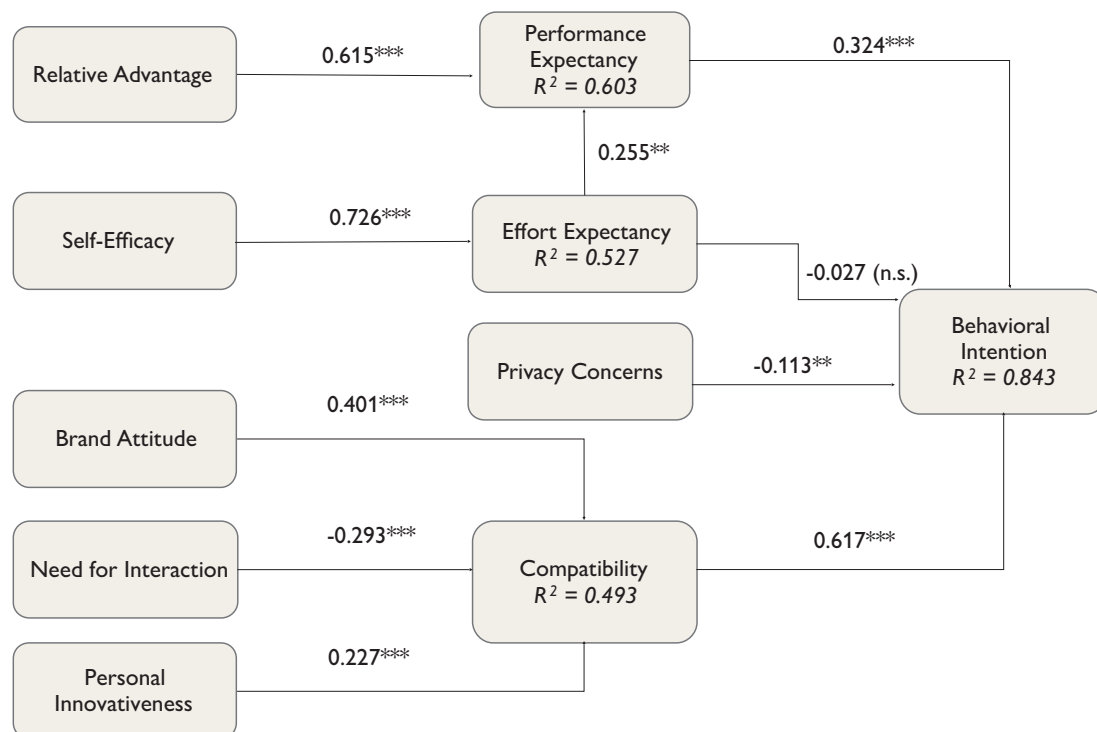 Relative Advantage
0.615***
Performance
Expectancy
R² = 0.603
0.324***
0.255**
Self-Efficacy
0.726***
Effort Expectancy
R² = 0.527
-0.027 (n.s.)
Behavioral
Intention
R² = 0.843
Privacy Concerns
-0.113**
Brand Attitude
0.401***
Need for Interaction
-0.293***
Compatibility
R² = 0.493
0.617***
Personal
Innovativeness
0.227***